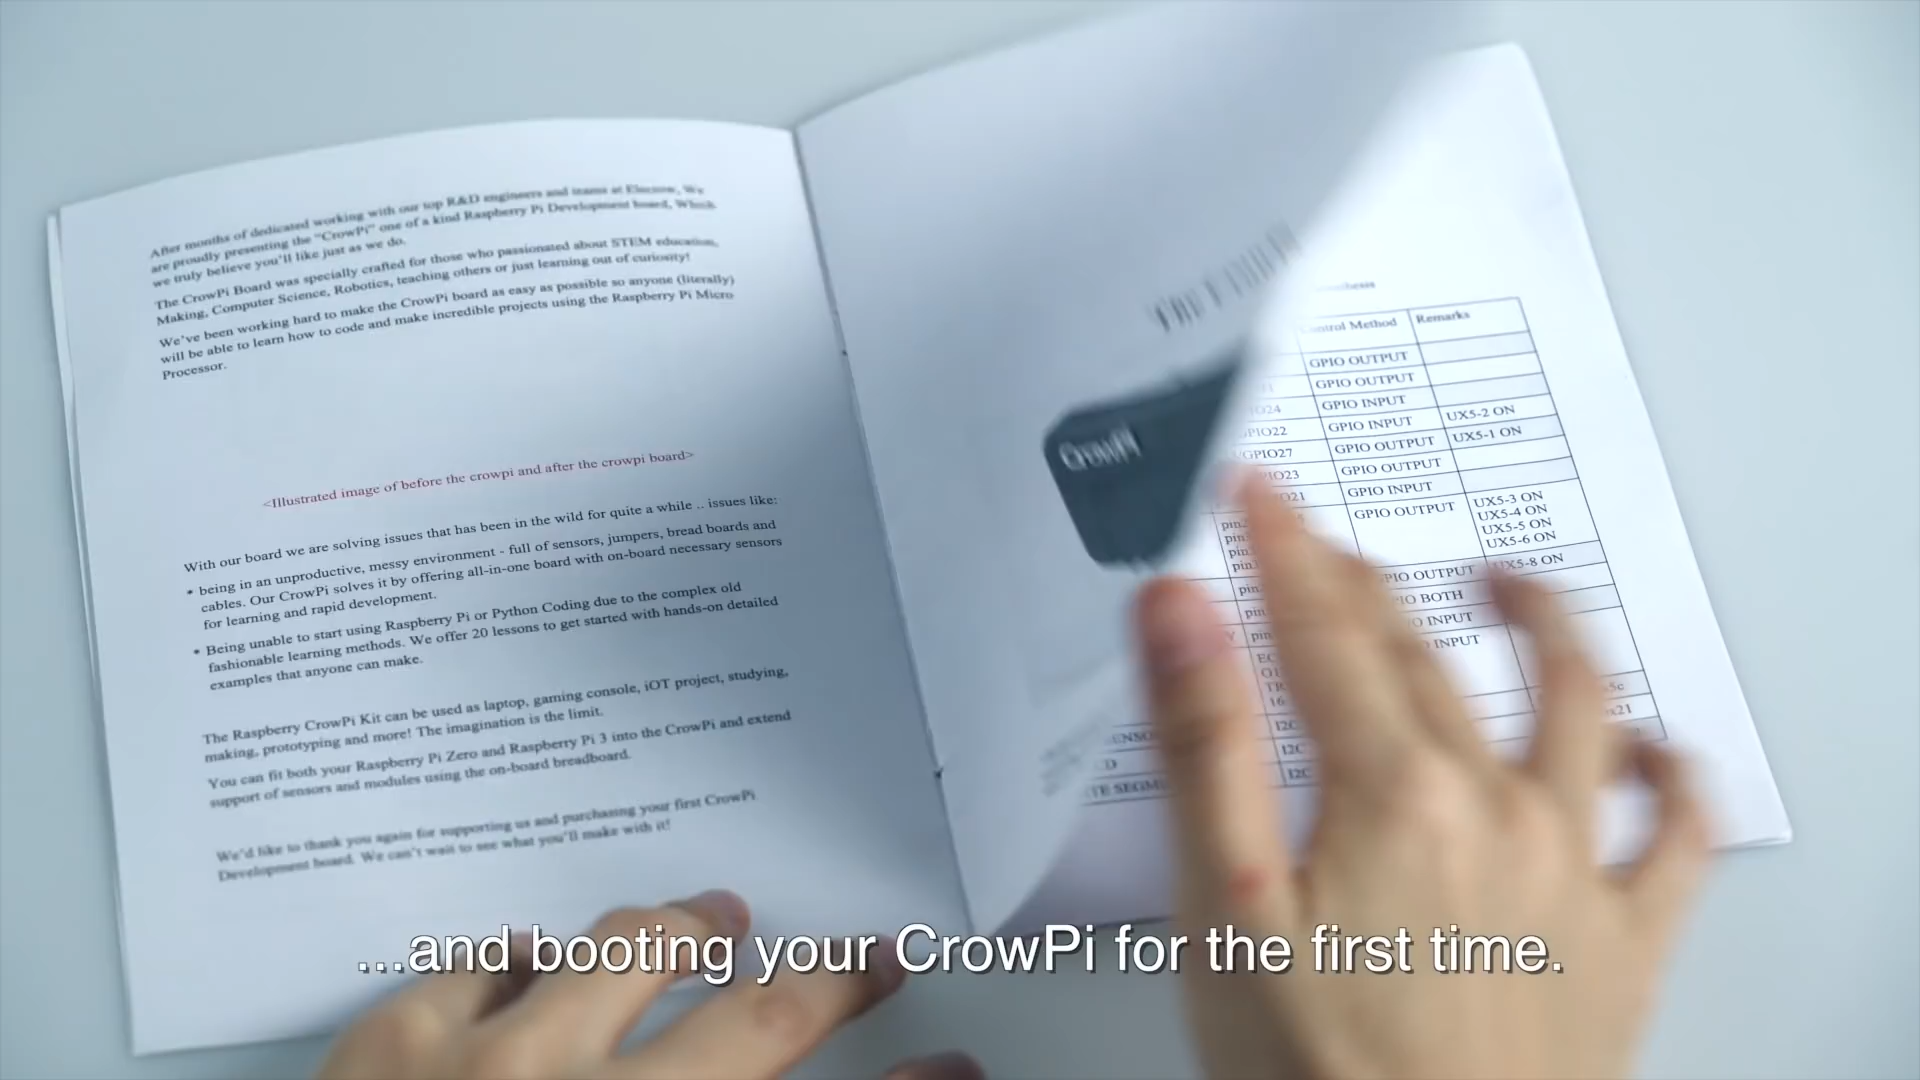 After months of dedicated working with our top R&D engineers and teams at Elecrow, We
are proudly presenting the "CrowPi" one of a kind Raspberry Pi Development board, Which
we truly believe you'll like just as we do.
The CrowPi Board was specially crafted for those who passionated about STEM education,
Making, Computer Science, Robotics, teaching others or just learning out of curiosity!
We've been working hard to make the CrowPi board as easy as possible so anyone (literally)
will be able to learn how to code and make incredible projects using the Raspberry Pi Micro
Processor.
<Illustrated image of before the crowpi and after the crowpi board>
With our board we are solving issues that has been in the wild for quite a while .. issues like:
• being in an unproductive, messy environment - full of sensors, jumpers, bread boards and
cables. Our CrowPi solves it by offering all-in-one board with on-board necessary sensors
for learning and rapid development.
• Being unable to start using Raspberry Pi or Python Coding due to the complex old
fashionable learning methods. We offer 20 lessons to get started with hands-on detailed
examples that anyone can make.
The Raspberry CrowPi Kit can be used as laptop, gaming console, iOT project, studying,
making, prototyping and more! The imagination is the limit.
You can fit both your Raspberry Pi Zero and Raspberry Pi 3 into the CrowPi and extend
support of sensors and modules using the on-board breadboard.
We'd like to thank you again for supporting us and purchasing your first CrowPi
Development board. We can't wait to see what you'll make with it!
CrowPi
Control Method Remarks
GPIO OUTPUT
GPIO OUTPUT
GPIO INPUT
GPIO22 GPIO INPUT UX5-2 ON
GPIO27 GPIO OUTPUT UX5-1 ON
GPIO OUTPUT
GPIO INPUT
GPIO OUTPUT UX5-3 ON
UX5-4 ON
UX5-5 ON
UX5-6 ON
OUTPUT UX5-8 ON
BOTH
INPUT
INPUT
I2C
I2C
I2C
...and booting your CrowPi for the first time.